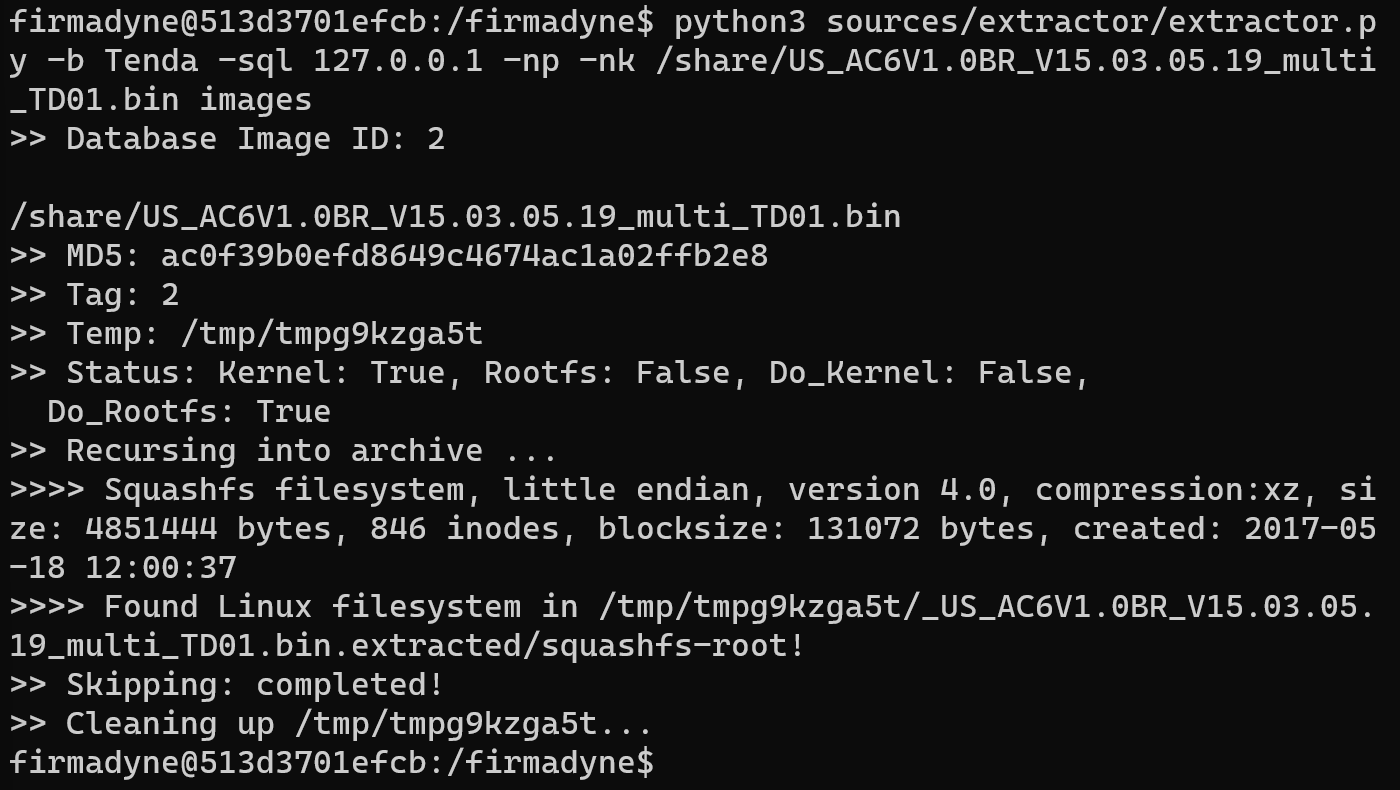 firmadyne@513d3701efcb:/firmadyne$ python3 sources/extractor/extractor.p
y -b Tenda -sql 127.0.0.1 -np -nk /share/US_AC6V1.0BR_V15.03.05.19_multi
_TD01.bin images
>> Database Image ID: 2

/share/US_AC6V1.0BR_V15.03.05.19_multi_TD01.bin
>> MD5: ac0f39b0efd8649c4674ac1a02ffb2e8
>> Tag: 2
>> Temp: /tmp/tmpg9kzga5t
>> Status: Kernel: True, Rootfs: False, Do_Kernel: False,
  Do_Rootfs: True
>> Recursing into archive ...
>>>> Squashfs filesystem, little endian, version 4.0, compression:xz, si
ze: 4851444 bytes, 846 inodes, blocksize: 131072 bytes, created: 2017-05
-18 12:00:37
>>>> Found Linux filesystem in /tmp/tmpg9kzga5t/_US_AC6V1.0BR_V15.03.05.
19_multi_TD01.bin.extracted/squashfs-root!
>> Skipping: completed!
>> Cleaning up /tmp/tmpg9kzga5t...
firmadyne@513d3701efcb:/firmadyne$